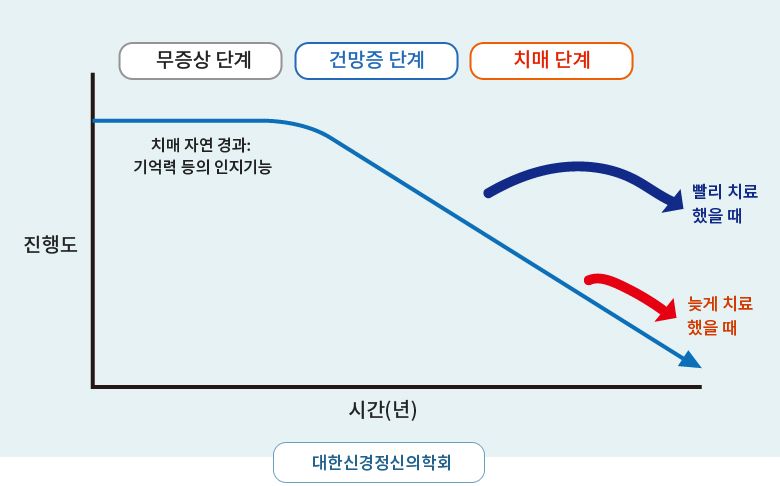 무증상 단계
건망증 단계
치매 단계
치매 자연 경과:
기억력 등의 인지기능
빨리 치료
했을 때
진행도
늦게 치료
했을 때
시간(년)
대한신경정신의학회